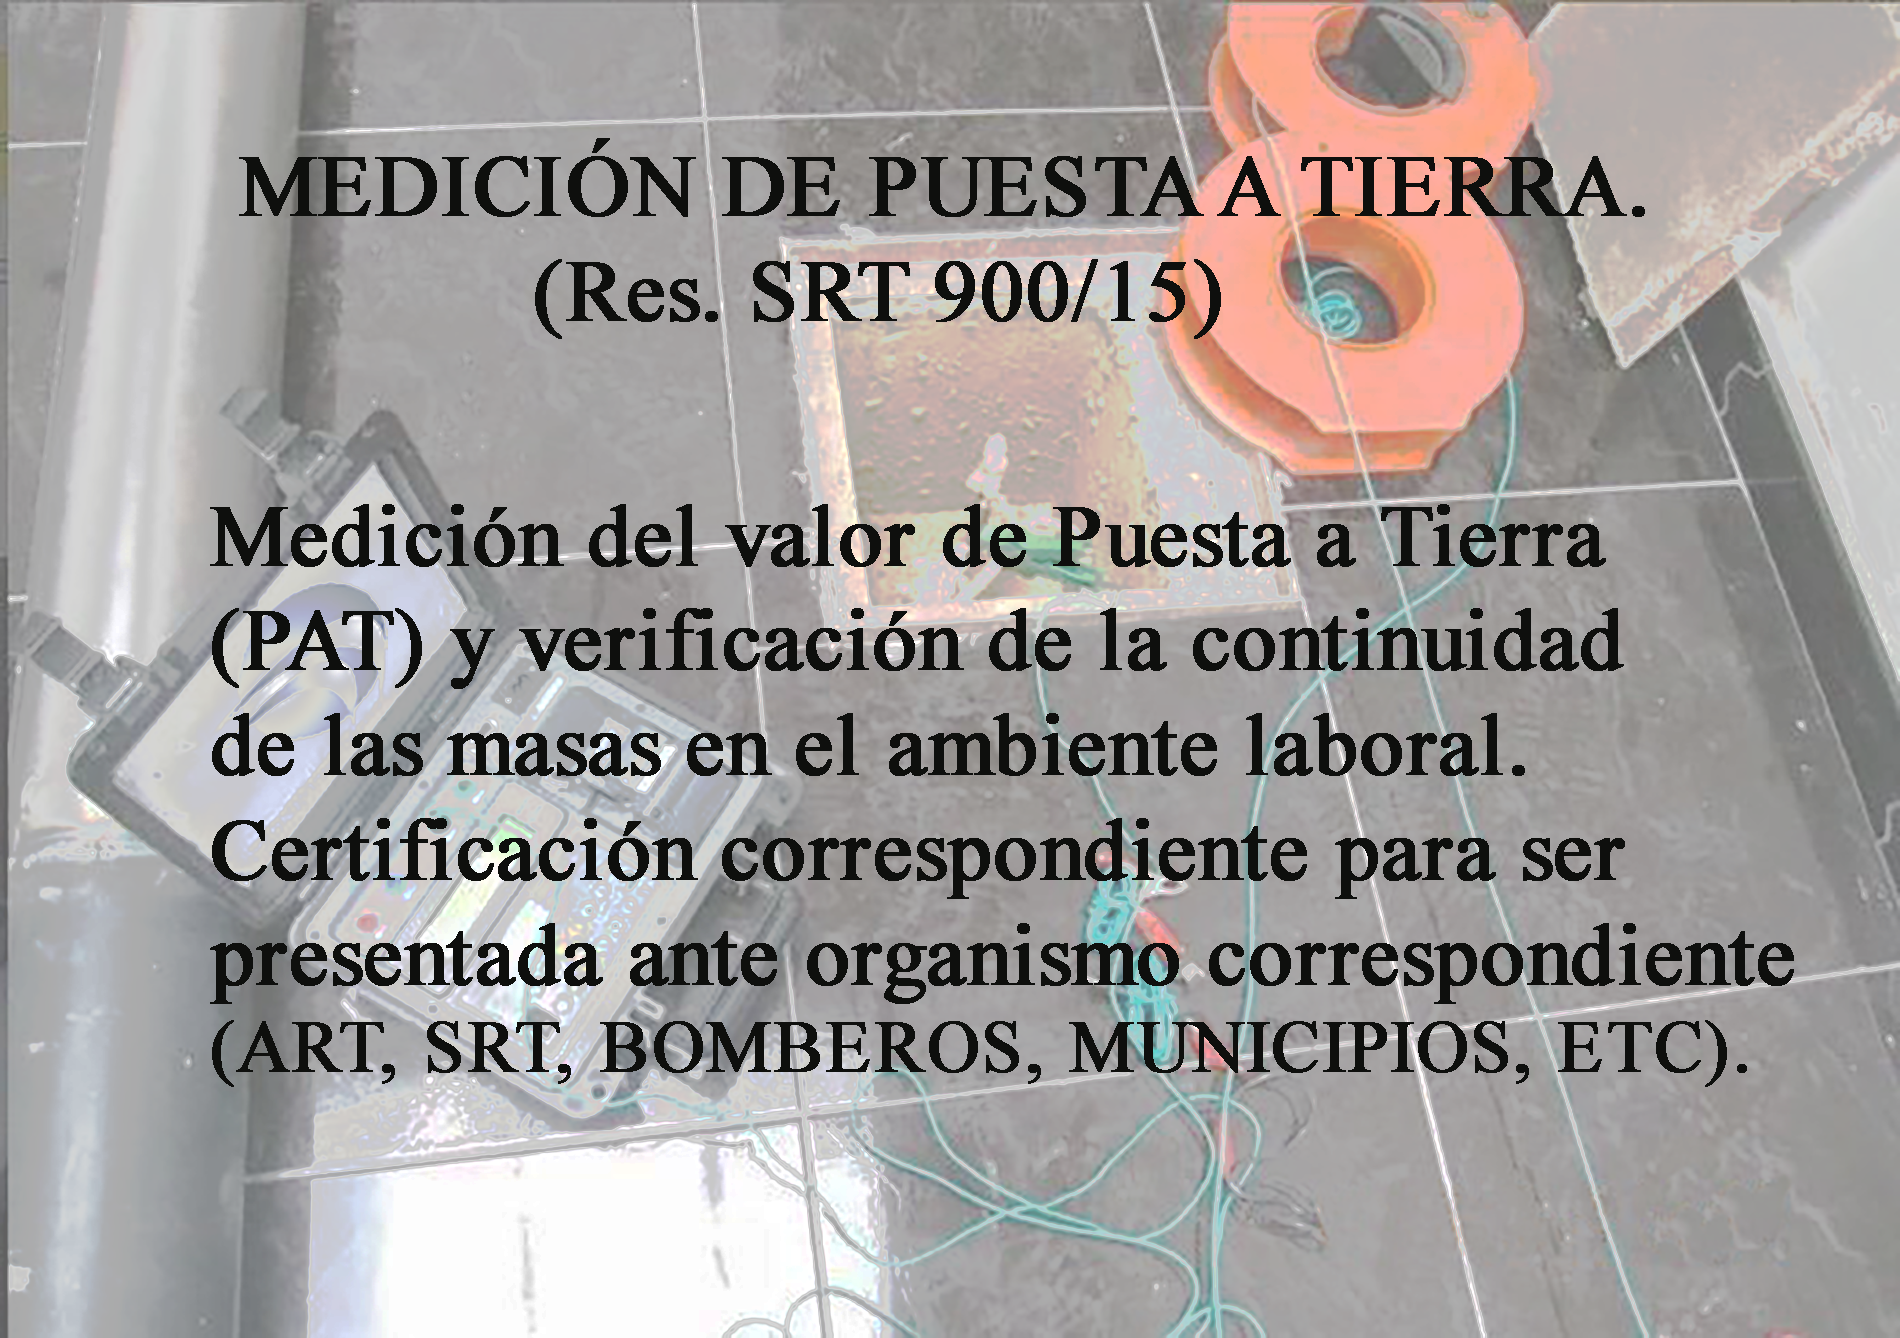 MEDICIÓN DE PUESTA A TIERRA.
(Res. SRT 900/15)
Medición del valor de Puesta a Tierra
(PAT) y verificación de la continuidad
de las masas en el ambiente laboral.
Certificación correspondiente para ser
presentada ante organismo correspondiente
(ART, SRT, BOMBEROS, MUNICIPIOS, ETC).